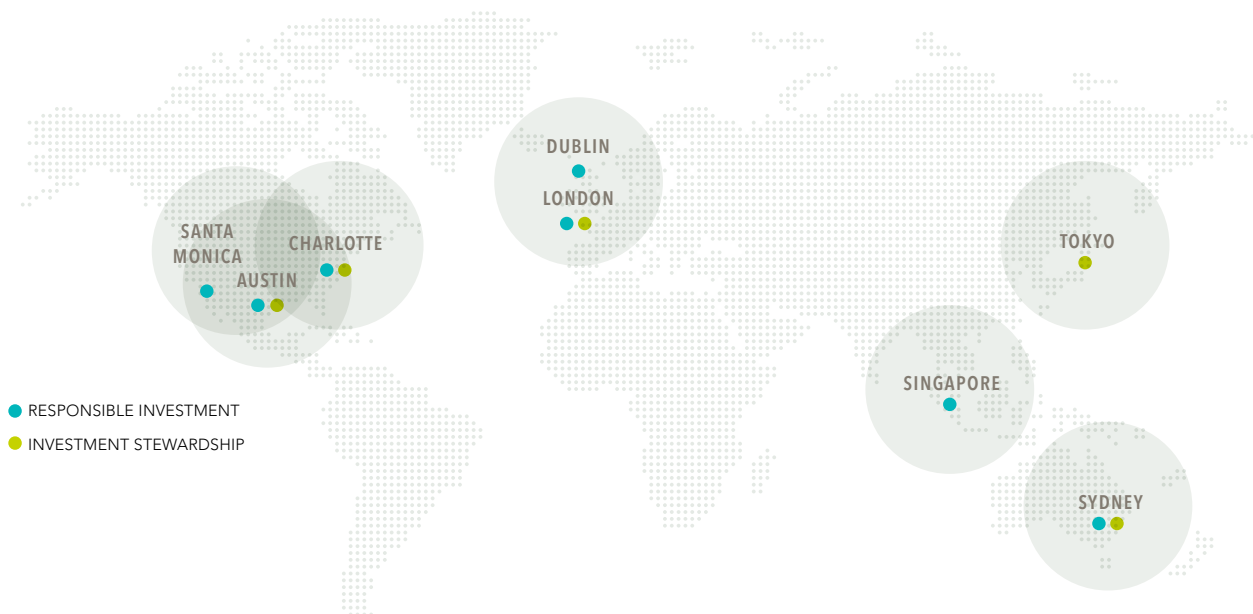 DUBLIN
LONDON
SANTA
MONICA
CHARLOTTE
AUSTIN
TOKYO
SINGAPORE
SYDNEY
RESPONSIBLE INVESTMENT
INVESTMENT STEWARDSHIP